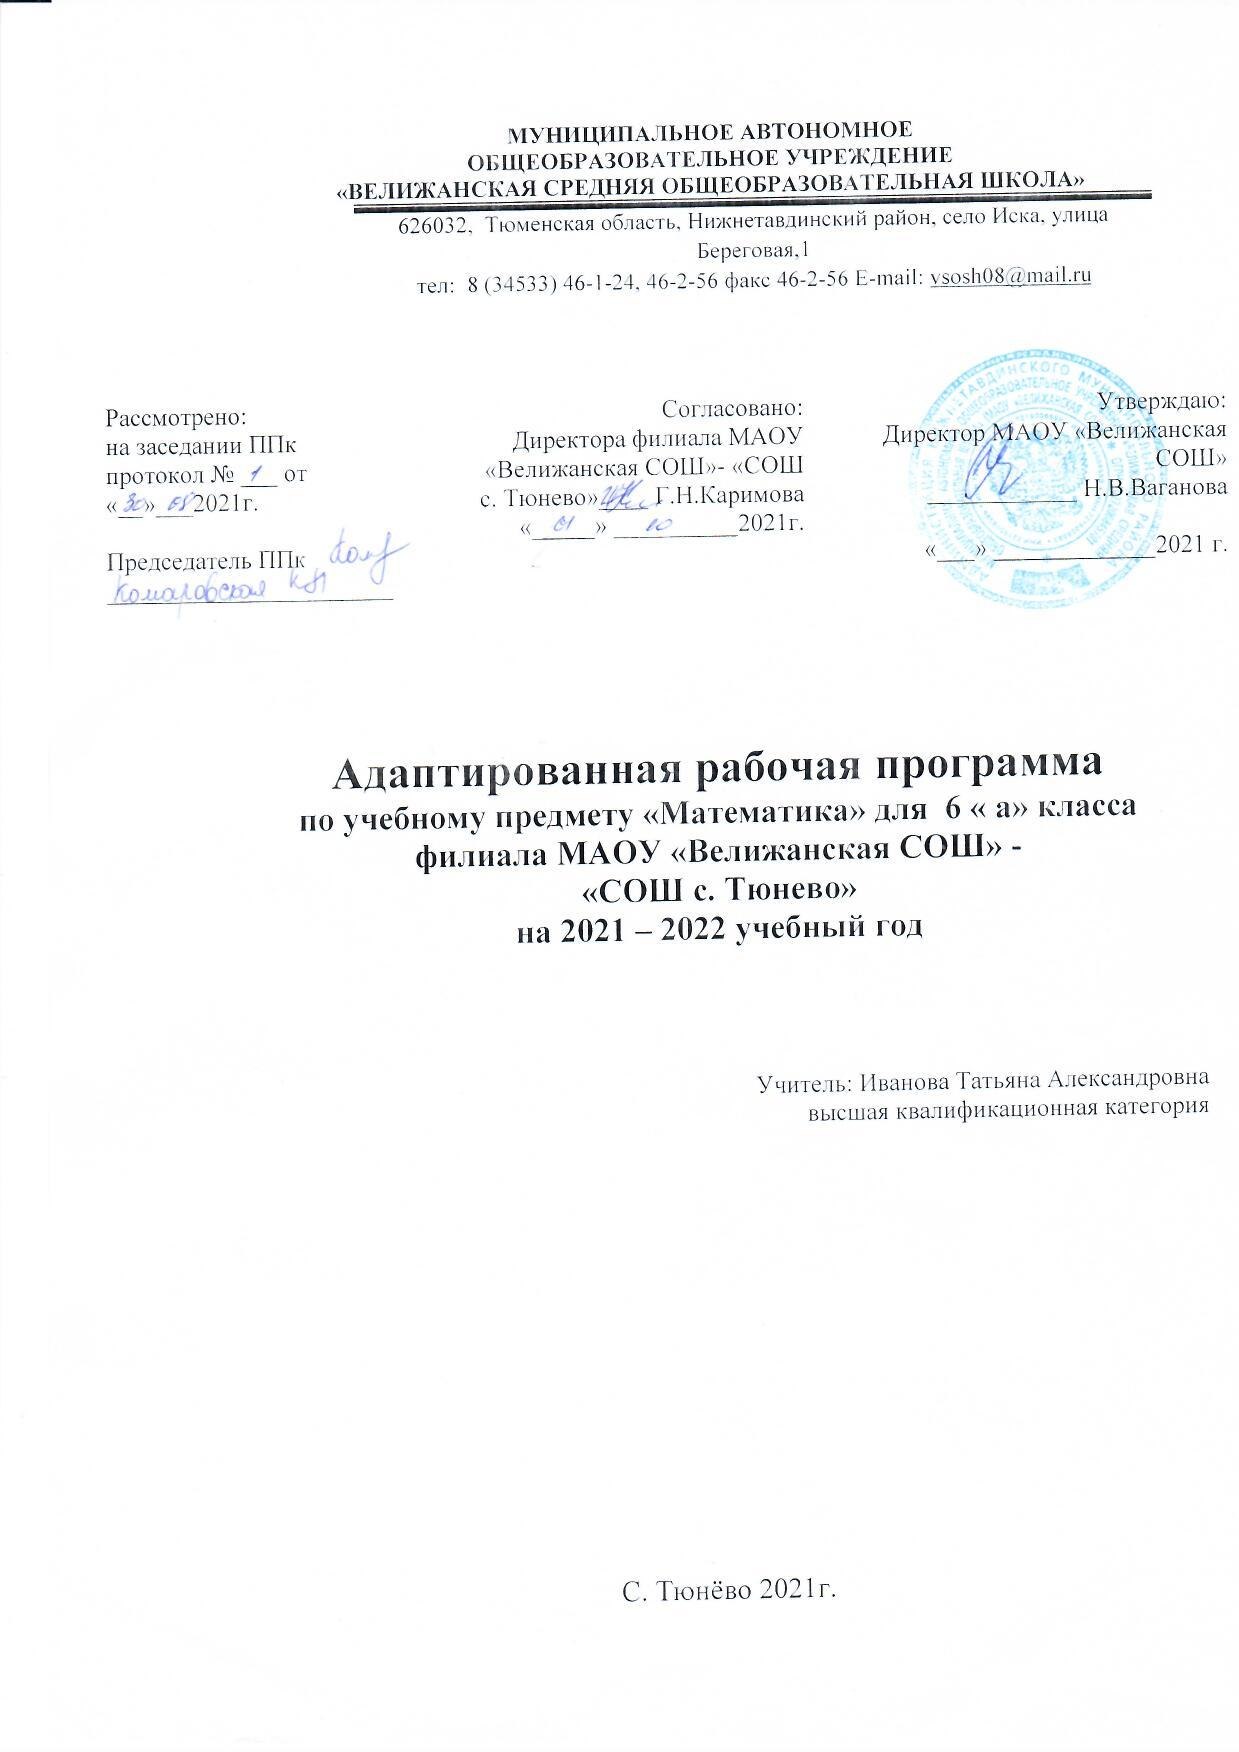 МУНИЦИПАЛЬНОЕ АВТОНОМНОЕ
ОБЩЕОБРАЗОВАТЕЛЬНОЕ УЧРЕЖДЕНИЕ
«ВЕЛИЖАНСКАЯ СРЕДНЯЯ ОБЩЕОБРАЗОВАТЕЛЬНАЯ ШКОЛА»
626032, Тюменская область, Нижнетавдинский район, село Иска, улица
Береговая,1
тел: 8 (34533) 46-1-24, 46-2-56 факс 46-2-56 E-mail: vsosh08@mail.ru
Рассмотрено:
на заседании ППк
протокол № 1 от
«30» 08 2021г.
Председатель ППк
Комаровская КП
Согласовано:
Директора филиала МАОУ
«Велижанская СОШ»- «СОШ
с. Тюнево» Г.Н.Каримова
« 01 » 10 2021г.
Утверждаю:
Директор МАОУ «Велижанская
СОШ»
____________ Н.В.Ваганова
«___» _____________2021 г.
Адаптированная рабочая программа
по учебному предмету «Математика» для 6 « а» класса
филиала МАОУ «Велижанская СОШ» -
«СОШ с. Тюнево»
на 2021 – 2022 учебный год
Учитель: Иванова Татьяна Александровна
высшая квалификационная категория
С. Тюнёво 2021г.